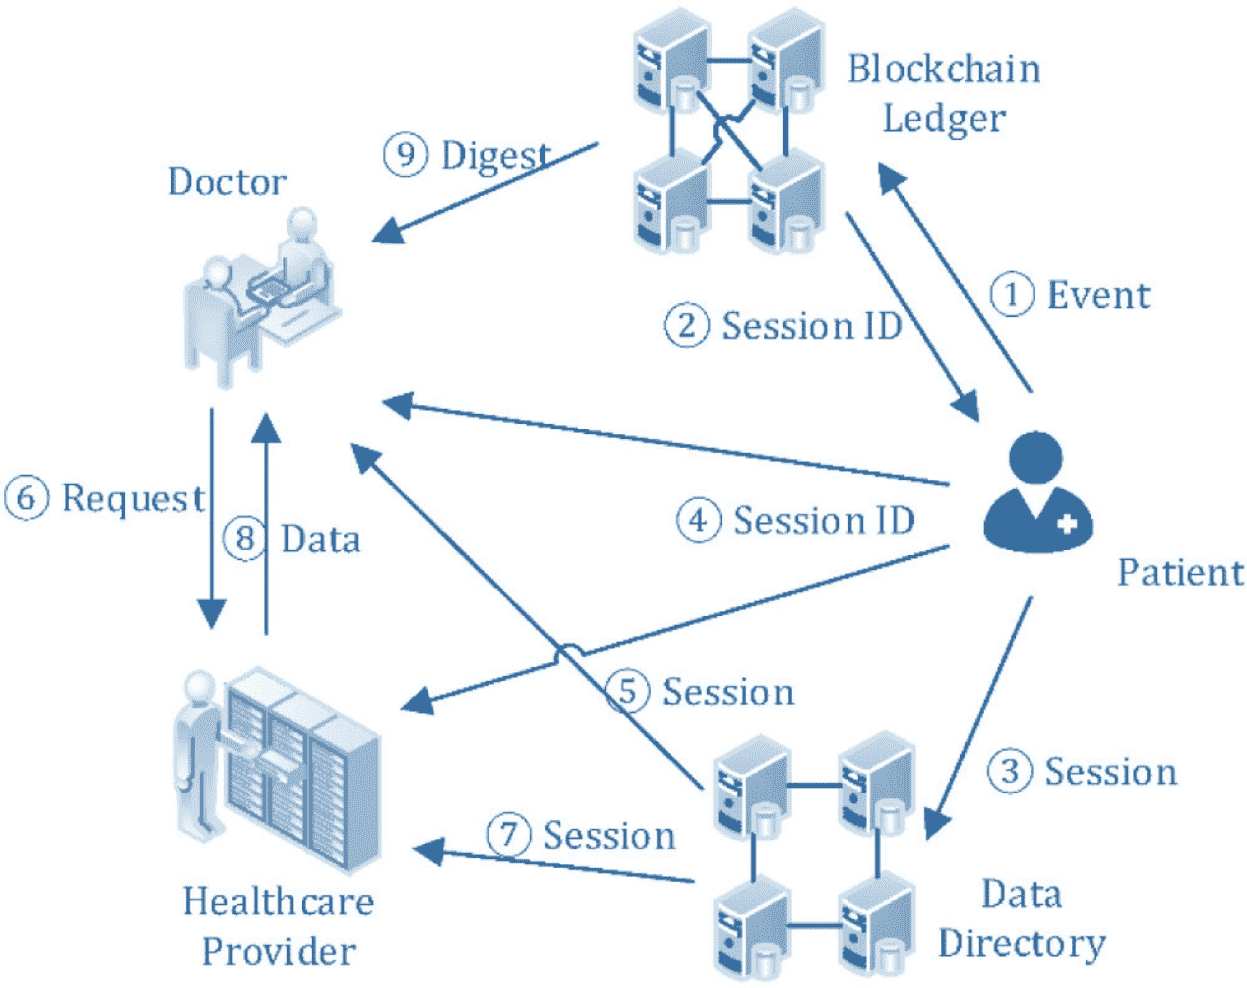 Blockchain
Ledger
⑨ Digest
Doctor
① Event
② Session ID
⑥ Request
⑧ Data
④ Session ID
Patient
⑤ Session
③ Session
⑦ Session
Healthcare
Provider
Data
Directory